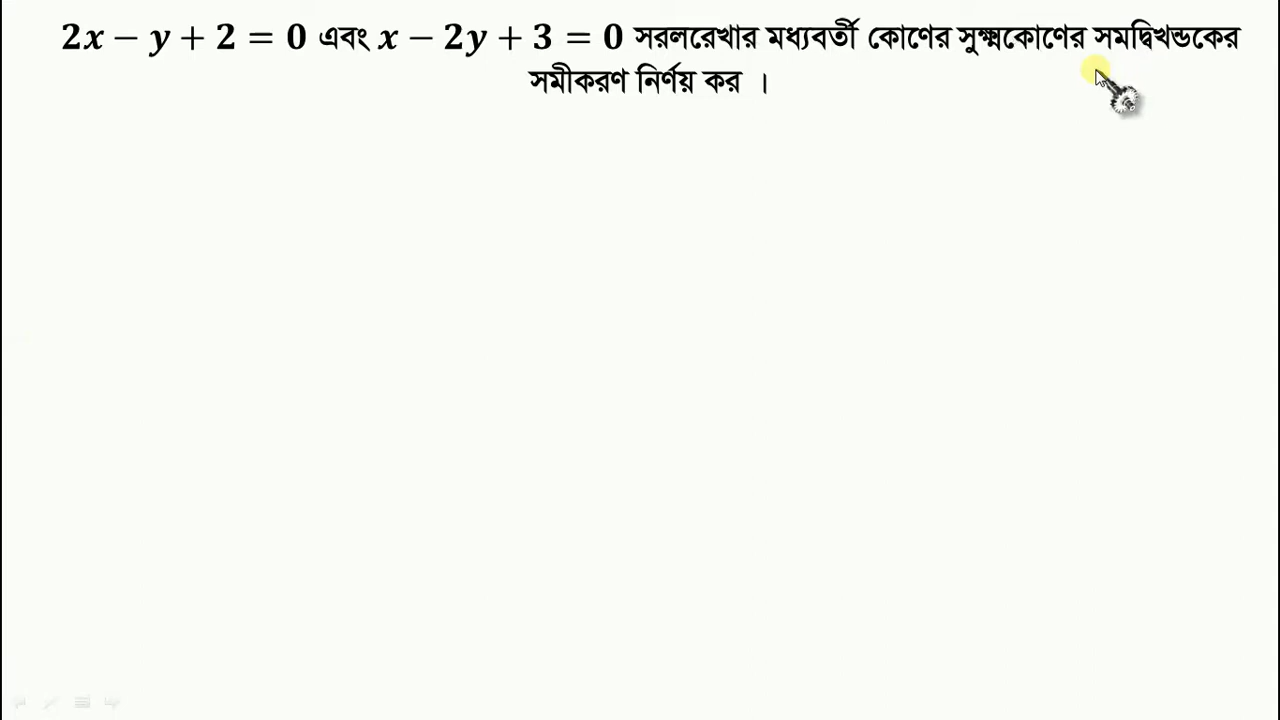 2x − y + 2 = 0 এবং x − 2y + 3 = 0 সরলরেখার মধ্যবর্তী কোণের সুক্ষ্মকোণের সমদ্বিখন্ডকের
সমীকরণ নির্ণয় কর ।